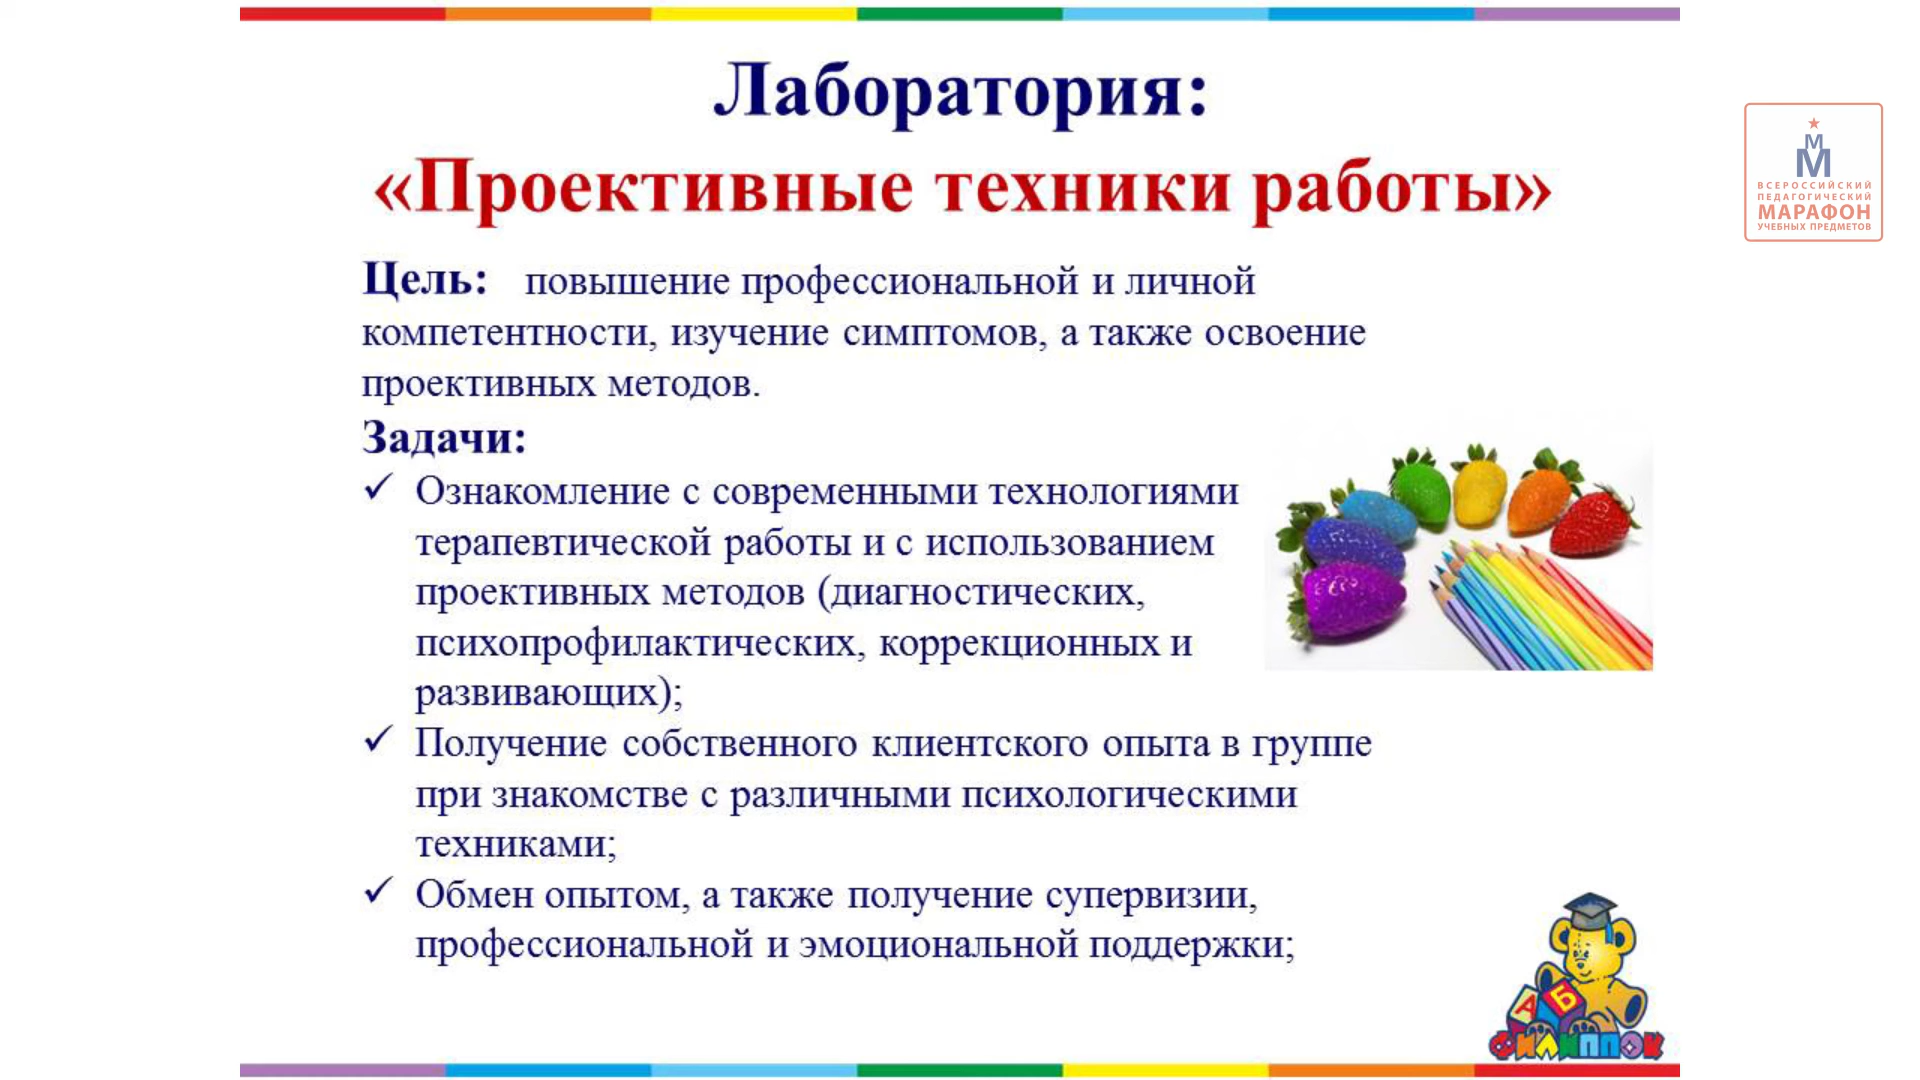 Лаборатория:
«Проективные техники работы»
Цель: повышение профессиональной и личной
компетентности, изучение симптомов, а также освоение
проективных методов.
Задачи:
✓ Ознакомление с современными технологиями
терапевтической работы и с использованием
проективных методов (диагностических,
психопрофилактических, коррекционных и
развивающих);
✓ Получение собственного клиентского опыта в группе
при знакомстве с различными психологическими
техниками;
✓ Обмен опытом, а также получение супервизии,
профессиональной и эмоциональной поддержки;
М
М
ВСЕРОССИЙСКИЙ
ПЕДАГОГИЧЕСКИЙ
МАРАФОН
УЧЕБНЫХ ПРЕДМЕТОВ
А Б
ФИЛИППОК